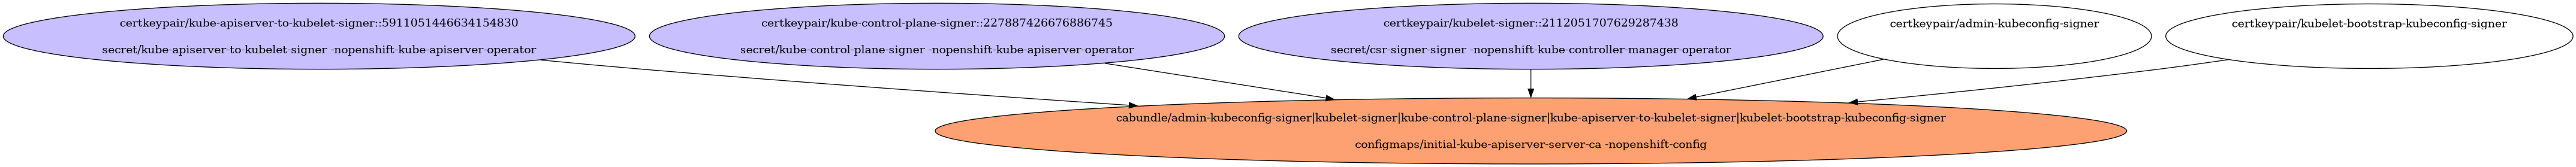 certkeypair/kube-apiserver-to-kubelet-signer::5911051446634154830
secret/kube-apiserver-to-kubelet-signer -nopenshift-kube-apiserver-operator
certkeypair/kube-control-plane-signer::227887426676886745
secret/kube-control-plane-signer -nopenshift-kube-apiserver-operator
certkeypair/kubelet-signer::2112051707629287438
secret/csr-signer-signer -nopenshift-kube-controller-manager-operator
certkeypair/admin-kubeconfig-signer
certkeypair/kubelet-bootstrap-kubeconfig-signer
cabundle/admin-kubeconfig-signer|kubelet-signer|kube-control-plane-signer|kube-apiserver-to-kubelet-signer|kubelet-bootstrap-kubeconfig-signer
configmaps/initial-kube-apiserver-server-ca -nopenshift-config